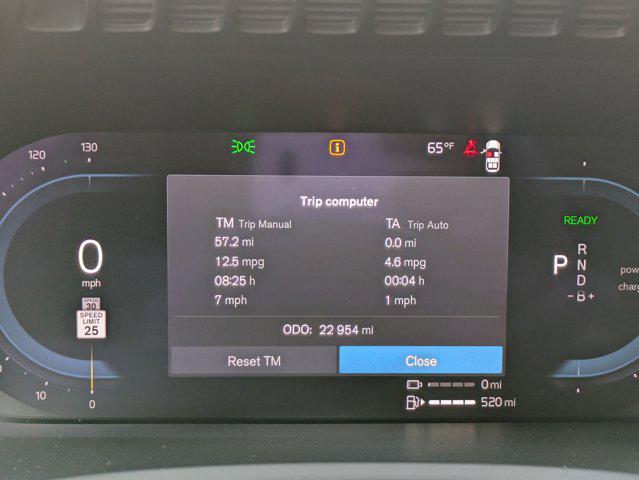 120
130
65°F
Trip computer
TM Trip Manual
TA Trip Auto
57.2 mi
0.0 mi
12.5 mpg
4.6 mpg
08:25 h
00:04 h
7 mph
1 mph
ODO: 22 954 mi
Reset TM
Close
0
mph
SPEED
30
SPEED
LIMIT
25
10
0
READY
P
R
N
D
- B +
pow
charg
0 mi
520 mi